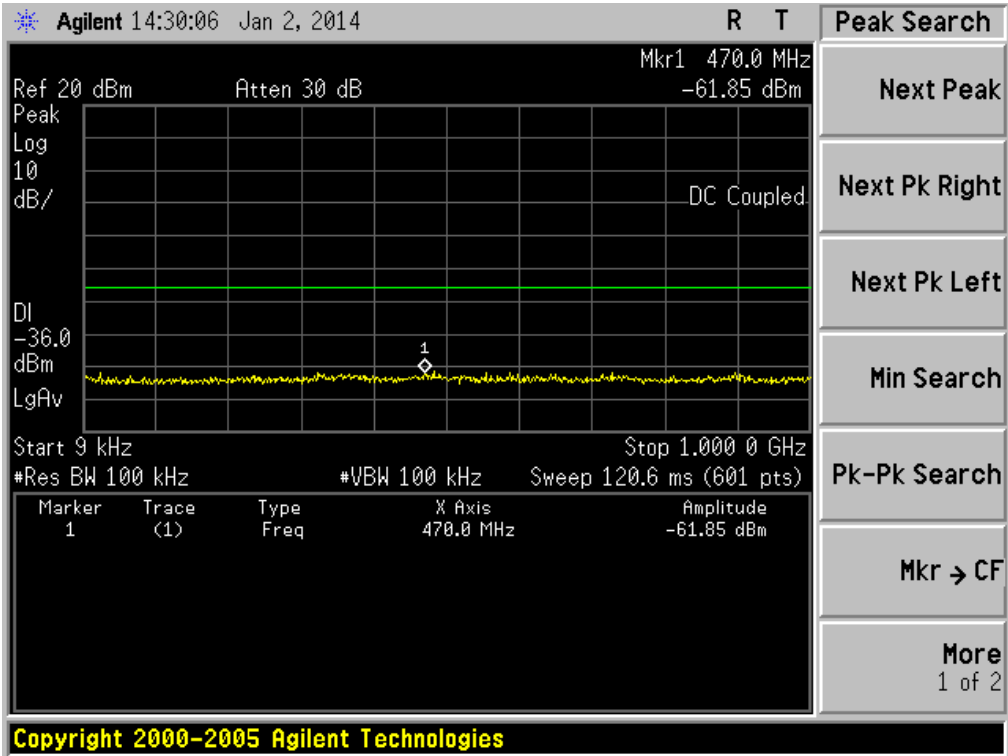 Agilent 14:30:06 Jan 2, 2014 R T
Peak Search
Mkr1 470.0 MHz
Ref 20 dBm Atten 30 dB -61.85 dBm
Peak
Log
10
dB/
DC Coupled
DI
-36.0
dBm
LgAv
1
Start 9 kHz Stop 1.000 0 GHz
#Res BW 100 kHz #VBW 100 kHz Sweep 120.6 ms (601 pts)
Marker Trace Type X Axis Amplitude
1 (1) Freq 470.0 MHz -61.85 dBm
Next Peak
Next Pk Right
Next Pk Left
Min Search
Pk-Pk Search
Mkr → CF
More
1 of 2
Copyright 2000-2005 Agilent Technologies